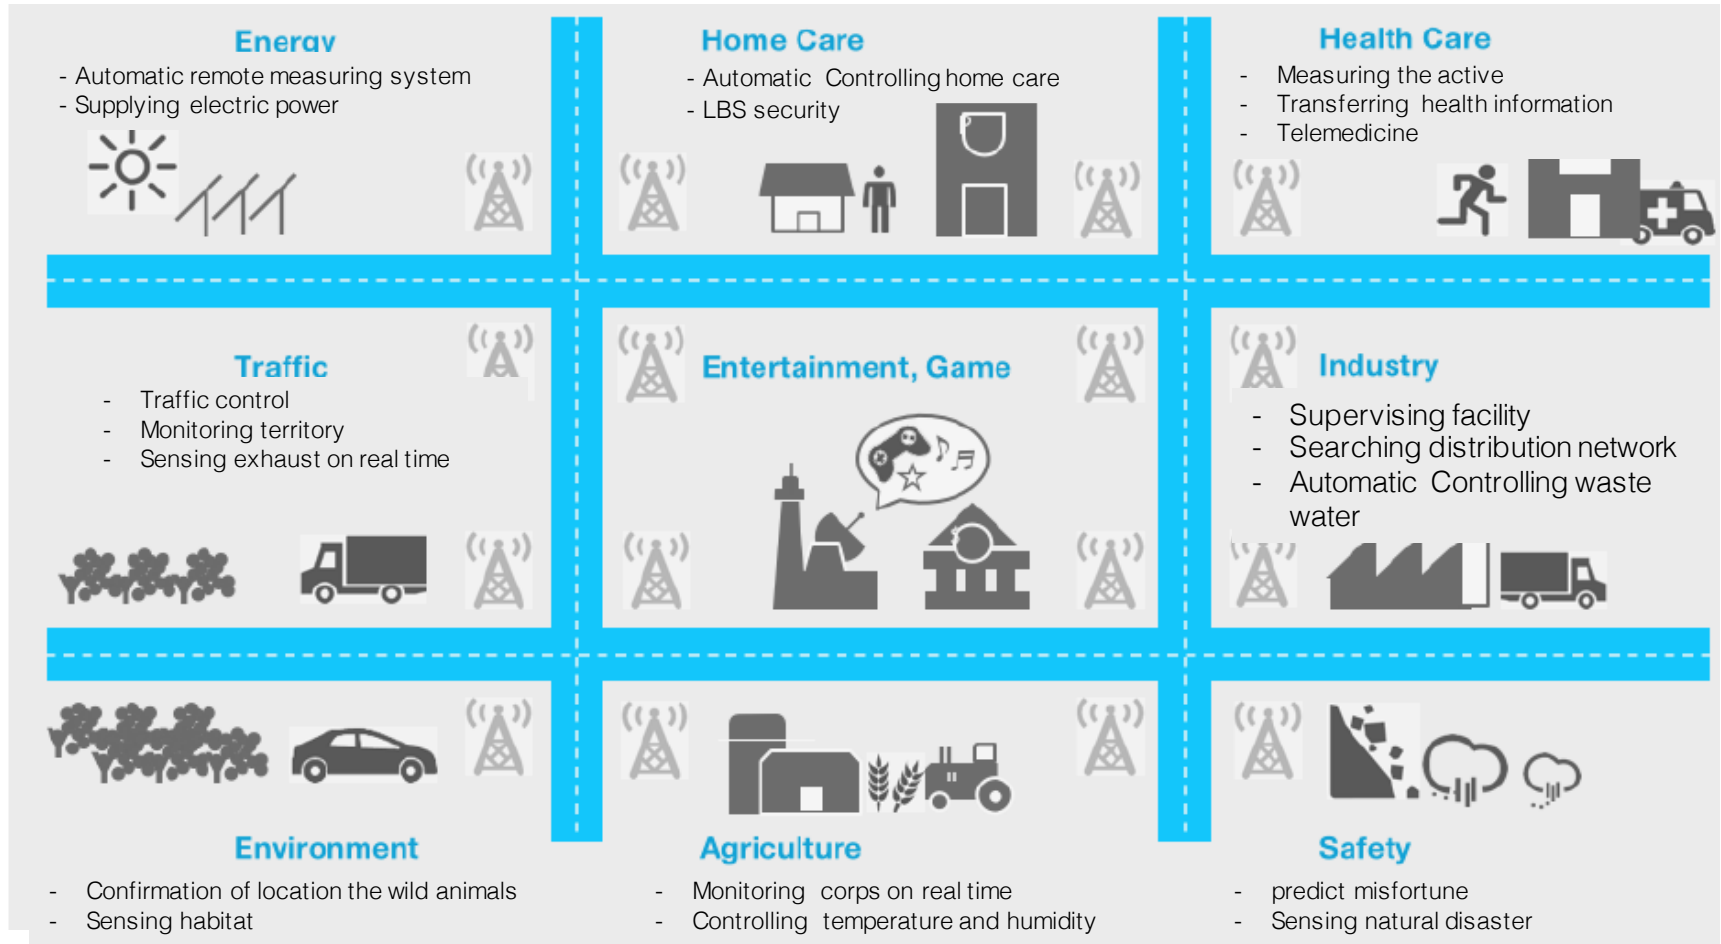 Energy
- Automatic remote measuring system
- Supplying electric power
Home Care
- Automatic Controlling home care
- LBS security
Health Care
- Measuring the active
- Transferring health information
- Telemedicine
Traffic
- Traffic control
- Monitoring territory
- Sensing exhaust on real time
Entertainment, Game
Industry
- Supervising facility
- Searching distribution network
- Automatic Controlling waste
water
Environment
- Confirmation of location the wild animals
- Sensing habitat
Agriculture
- Monitoring corps on real time
- Controlling temperature and humidity
Safety
- predict misfortune
- Sensing natural disaster